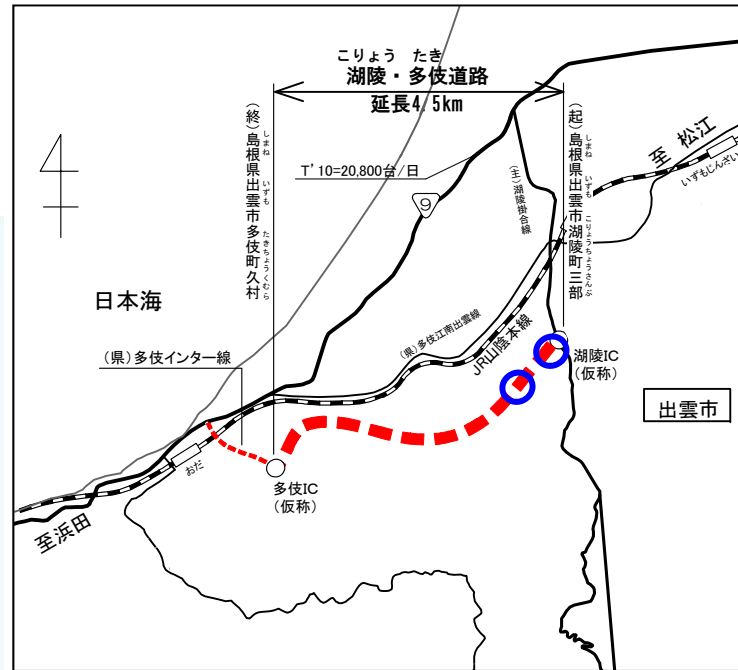 こりょう たき
湖陵・多伎道路
延長4.5km
(終)島根県出雲市多伎町久村
しまね いずも たきちょうくむら
(起)島根県出雲市湖陵町三部
しまね いずも こりょうちょうさんぶ
至 松江
いずもじんざい
T'10=20,800台/日
(主)湖陵掛合線
9
日本海
(県)多伎インター線
(県)多伎江南出雲線
JR山陰本線
湖陵IC
(仮称)
出雲市
おだ
多伎IC
(仮称)
至浜田